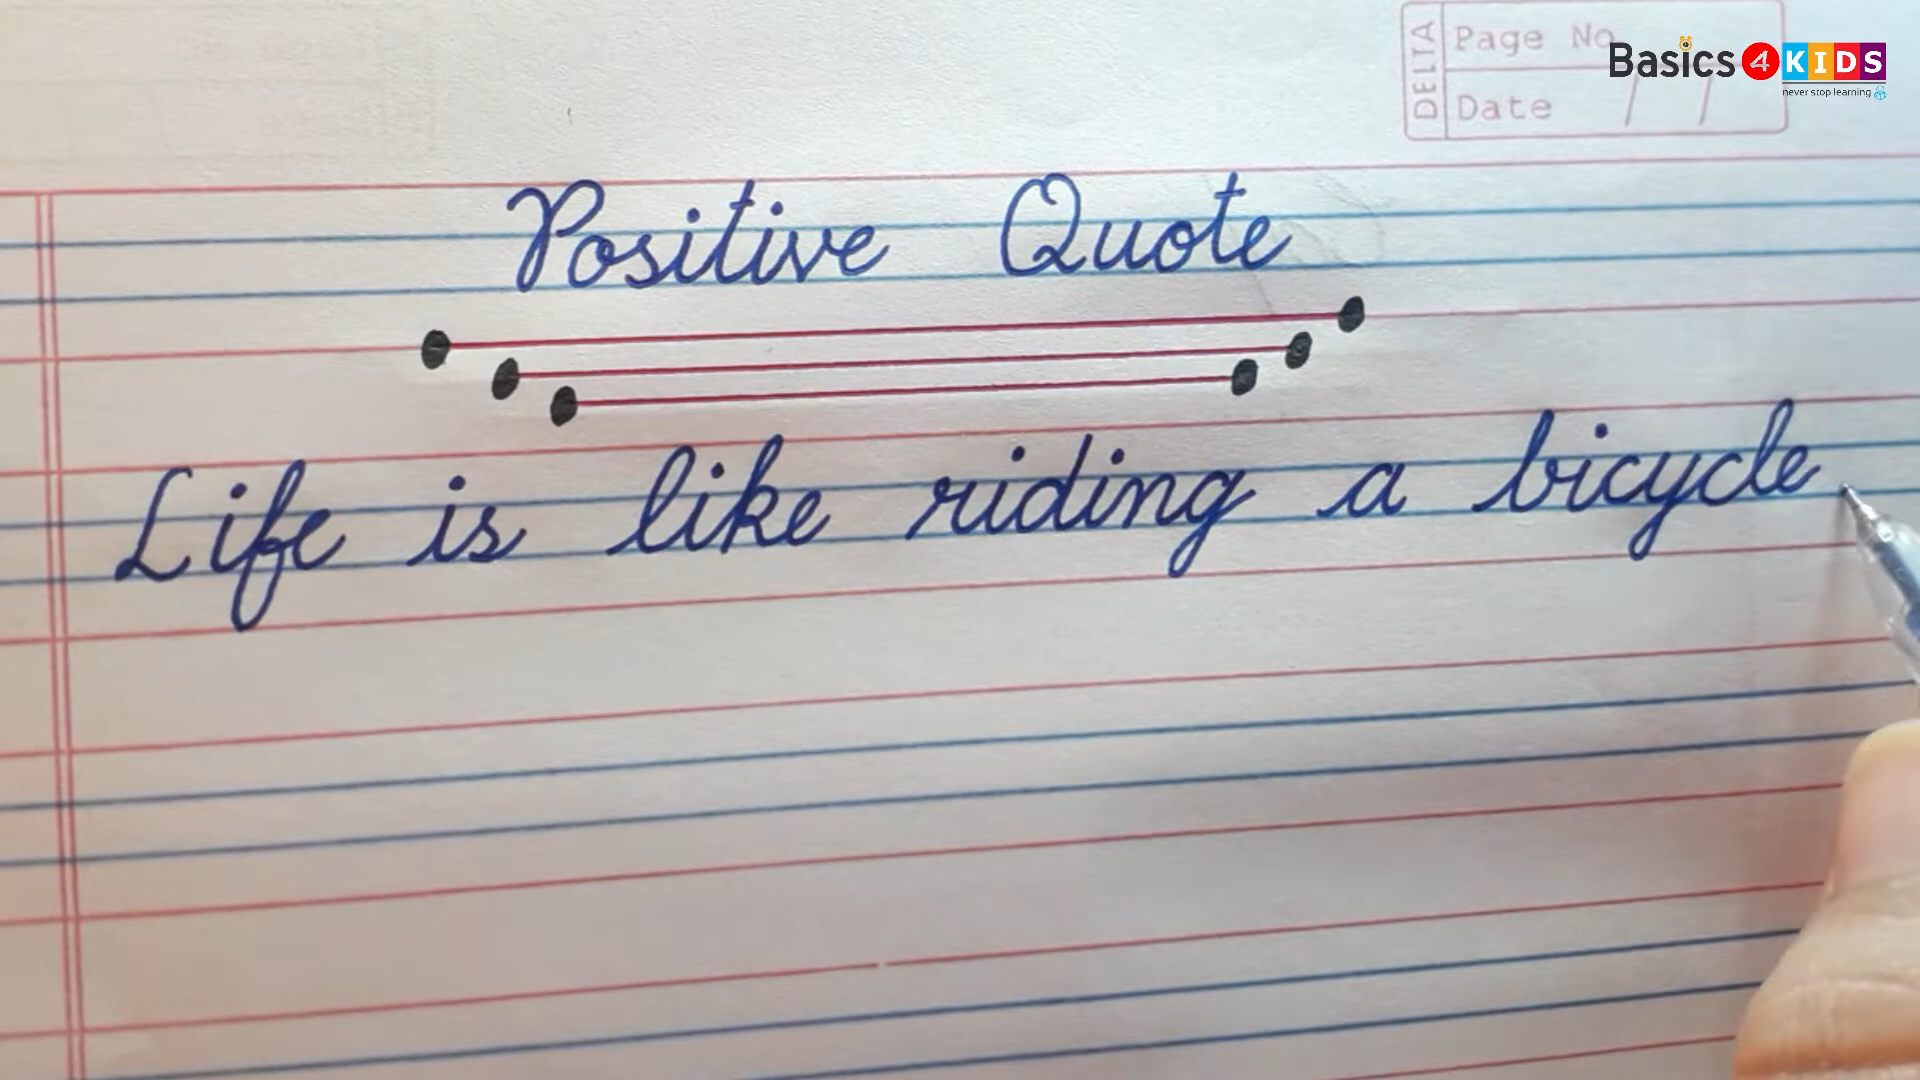 DELTA
Page No
Date / /
Basics 4 KIDS
never stop learning
Positive Quote
Life is like riding a bicycle